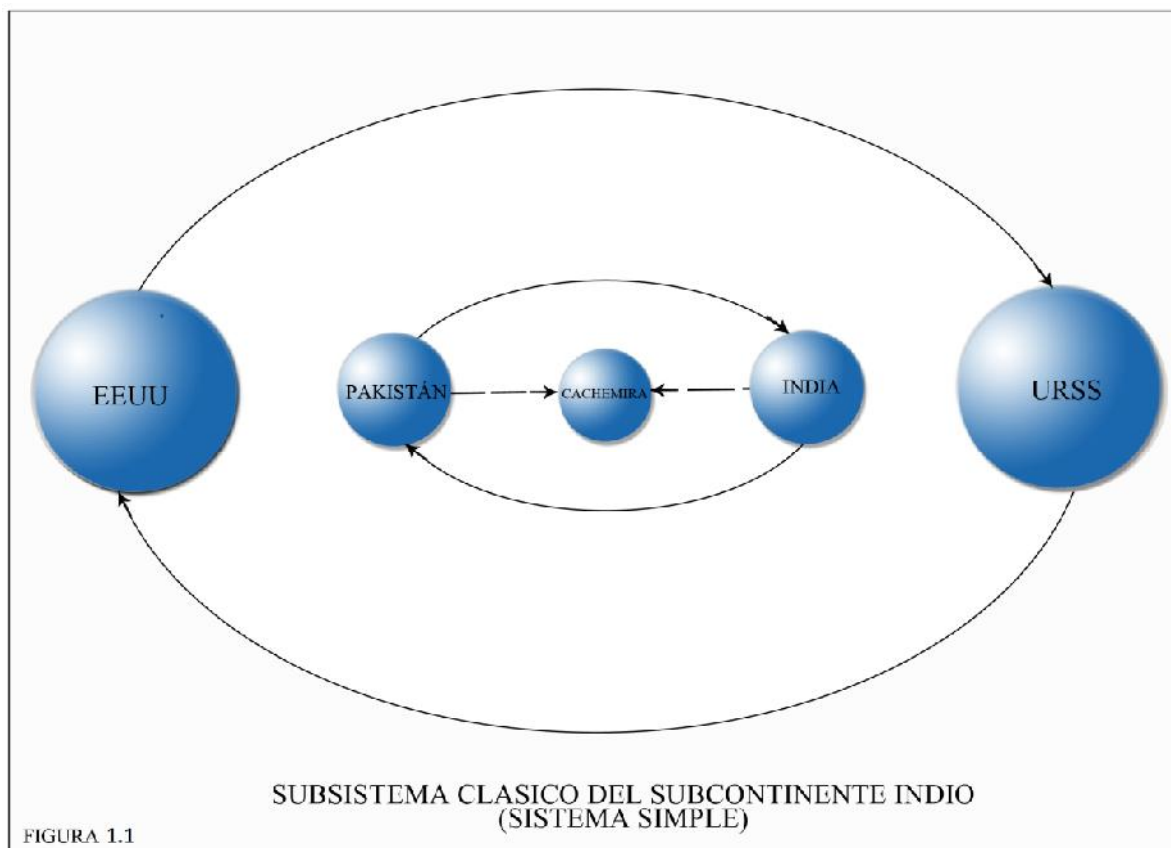 EEUU
PAKISTÁN
CACHEMIRA
INDIA
URSS
SUBSISTEMA CLASICO DEL SUBCONTINENTE INDIO
(SISTEMA SIMPLE)
FIGURA 1.1